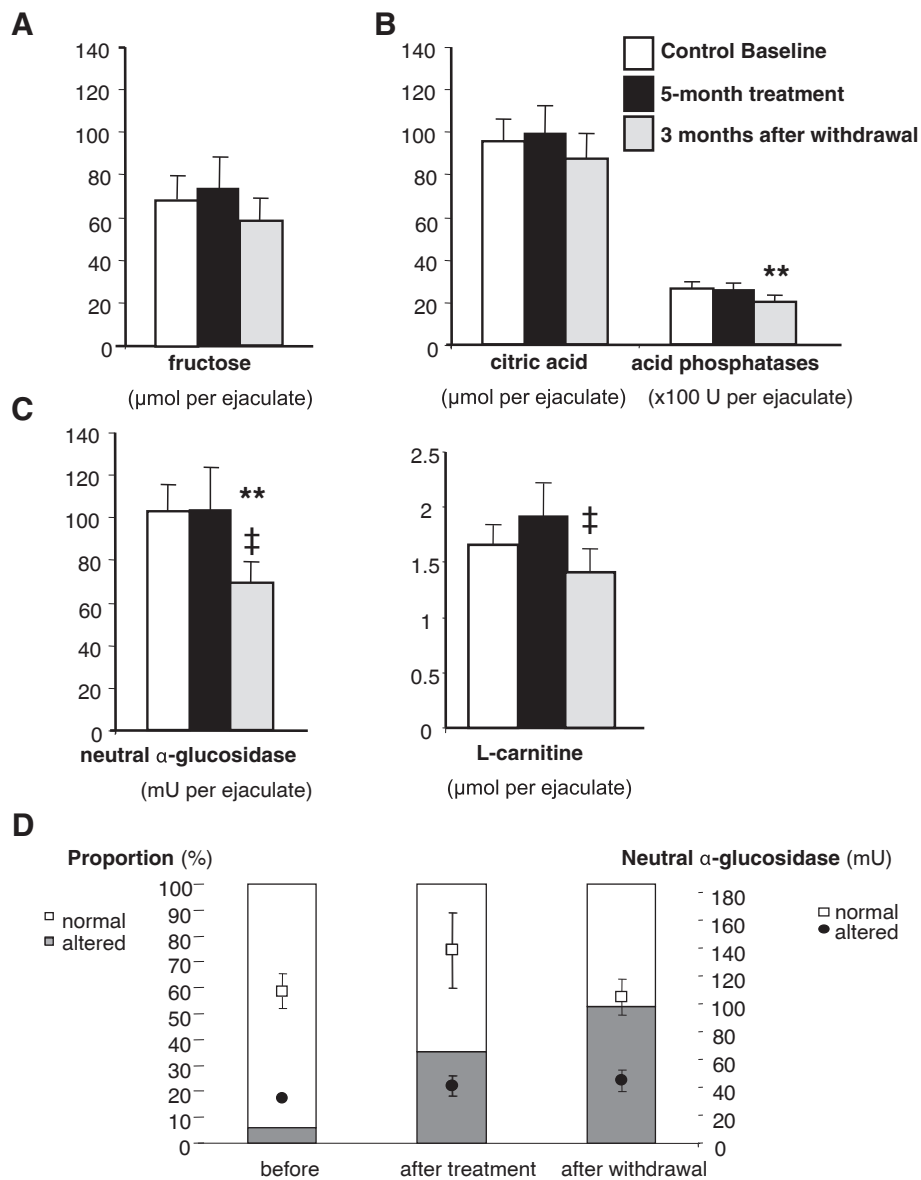 A
140
120
100
80
60
40
20
0
fructose
(µmol per ejaculate)
B
140
120
100
80
60
40
20
0
Control Baseline
5-month treatment
3 months after withdrawal
**
citric acid acid phosphatases
(µmol per ejaculate) (x100 U per ejaculate)
C
140
120
100
80
60
40
20
0
**
‡
neutral α-glucosidase
(mU per ejaculate)
2.5
2
1.5
1
0.5
0
‡
L-carnitine
(µmol per ejaculate)
D
Proportion (%)
normal
altered
100
90
80
70
60
50
40
30
20
10
0
Neutral α-glucosidase (mU)
180
160
140
120
100
80
60
40
20
0
normal
altered
before after treatment after withdrawal